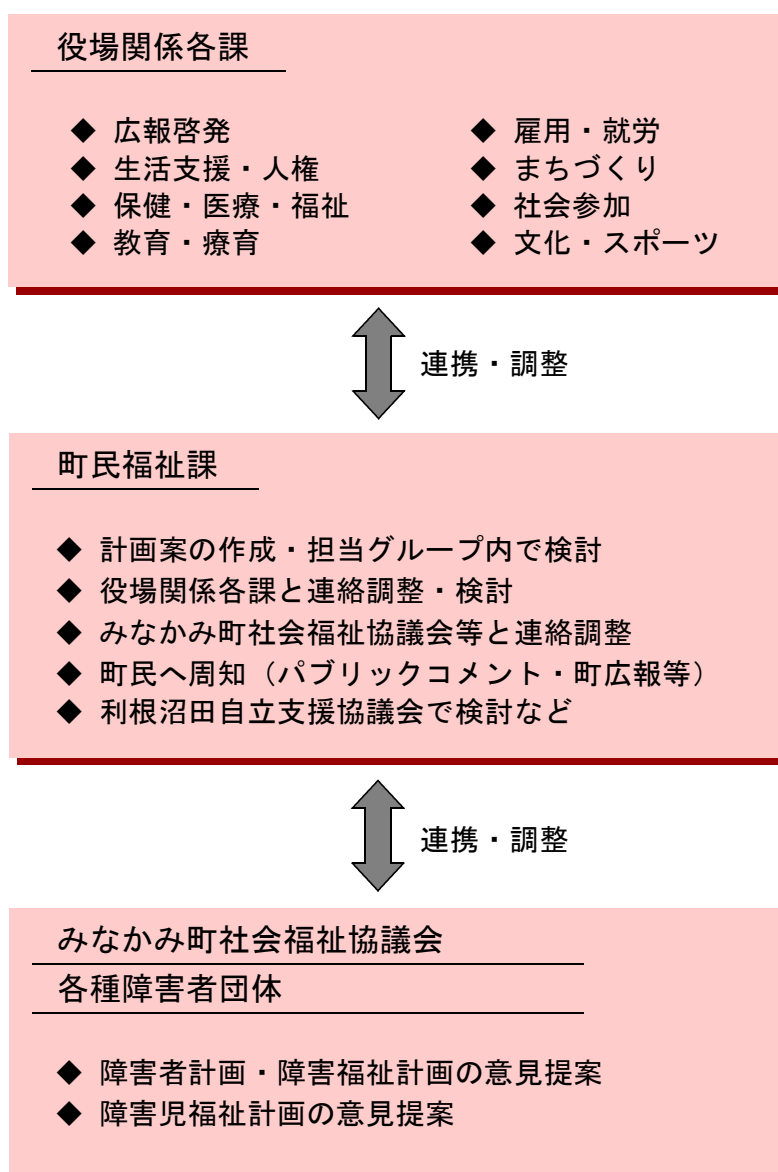 役場関係各課
◆ 広報啓発
◆ 生活支援・人権
◆ 保健・医療・福祉
◆ 教育・療育
◆ 雇用・就労
◆ まちづくり
◆ 社会参加
◆ 文化・スポーツ
連携・調整
町民福祉課
◆ 計画案の作成・担当グループ内で検討
◆ 役場関係各課と連絡調整・検討
◆ みなかみ町社会福祉協議会等と連絡調整
◆ 町民へ周知（パブリックコメント・町広報等）
◆ 利根沼田自立支援協議会で検討など
連携・調整
みなかみ町社会福祉協議会
各種障害者団体
◆ 障害者計画・障害福祉計画の意見提案
◆ 障害児福祉計画の意見提案